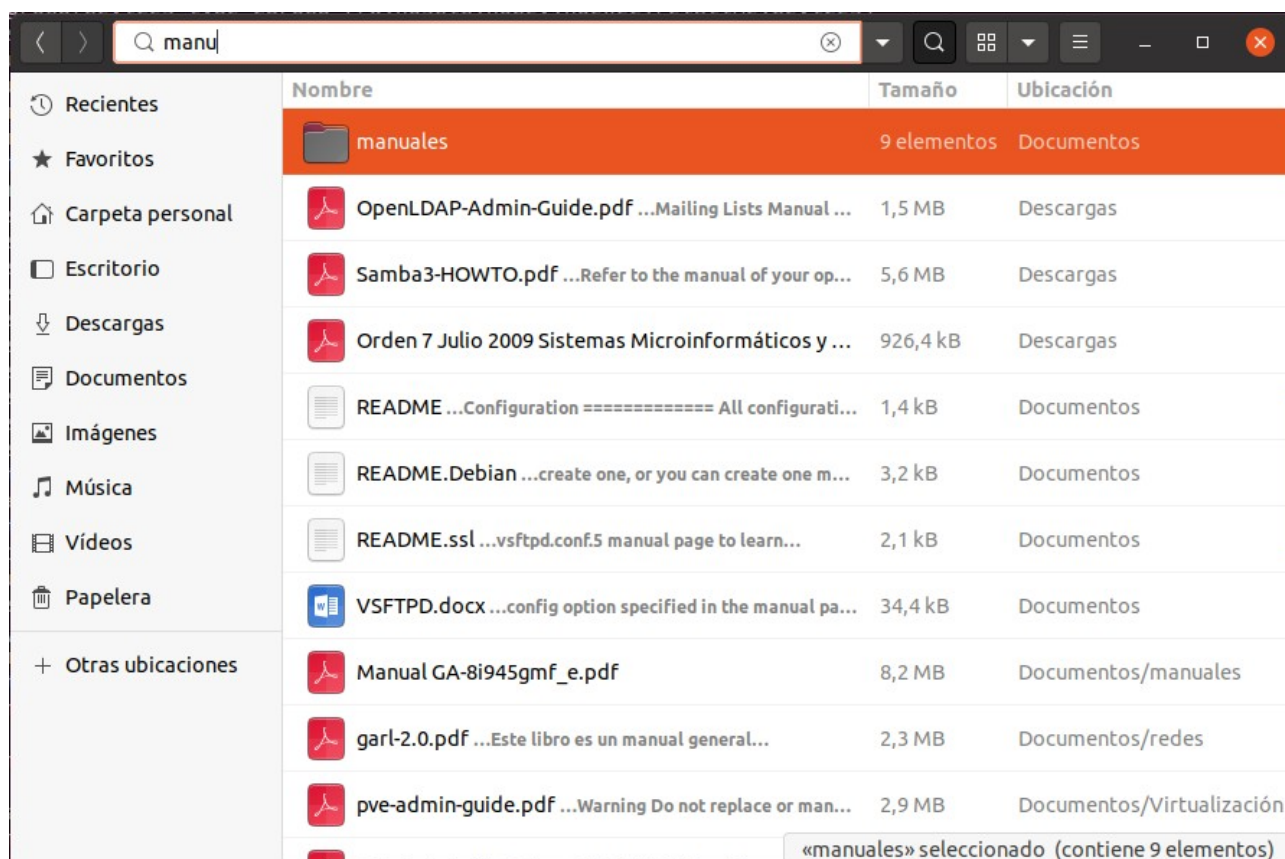 manu
Recientes
Favoritos
Carpeta personal
Escritorio
Descargas
Documentos
Imágenes
Música
Vídeos
Papelera
Otras ubicaciones
Nombre Tamaño Ubicación
manuales 9 elementos Documentos
OpenLDAP-Admin-Guide.pdf ...Mailing Lists Manual ... 1,5 MB Descargas
Samba3-HOWTO.pdf ...Refer to the manual of your op... 5,6 MB Descargas
Orden 7 Julio 2009 Sistemas Microinformáticos y ... 926,4 kB Descargas
README ...Configuration ============= All configurati... 1,4 kB Documentos
README.Debian ...create one, or you can create one m... 3,2 kB Documentos
README.ssl ...vsftpd.conf.5 manual page to learn... 2,1 kB Documentos
VSFTPD.docx ...config option specified in the manual pa... 34,4 kB Documentos
Manual GA-8i945gmf_e.pdf 8,2 MB Documentos/manuales
garl-2.0.pdf ...Este libro es un manual general... 2,3 MB Documentos/redes
pve-admin-guide.pdf ...Warning Do not replace or man... 2,9 MB Documentos/Virtualización
«manuales» seleccionado (contiene 9 elementos)